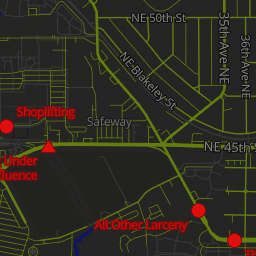 NE 50th St
35th Ave NE
36th Ave NE
NE Blakeley St
Shoplifting
Safeway
NE 45th S
Under
fluence
All Other Larceny